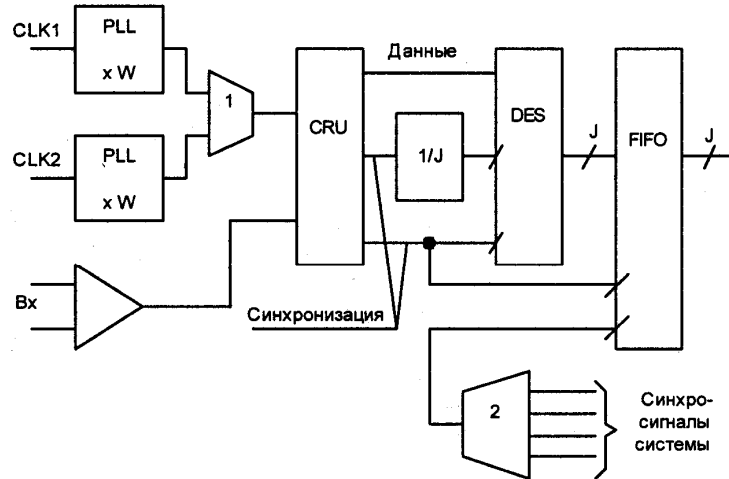 CLK1
PLL
x W
1
CLK2
PLL
x W
Вх
CRU
Данные
1/J
DES
J
FIFO
J
Синхронизация
2
Синхро-
сигналы
системы